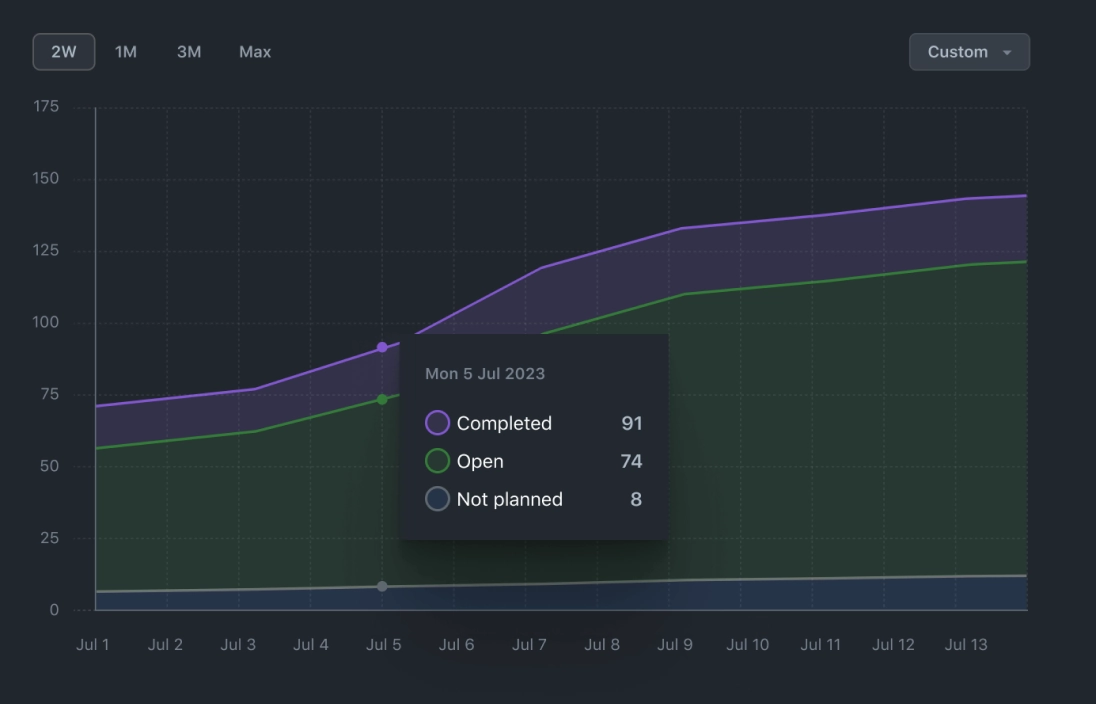 2W 1M 3M Max Custom
175
150
125
100
75
50
25
0
Mon 5 Jul 2023
Completed 91
Open 74
Not planned 8
Jul 1 Jul 2 Jul 3 Jul 4 Jul 5 Jul 6 Jul 7 Jul 8 Jul 9 Jul 10 Jul 11 Jul 12 Jul 13